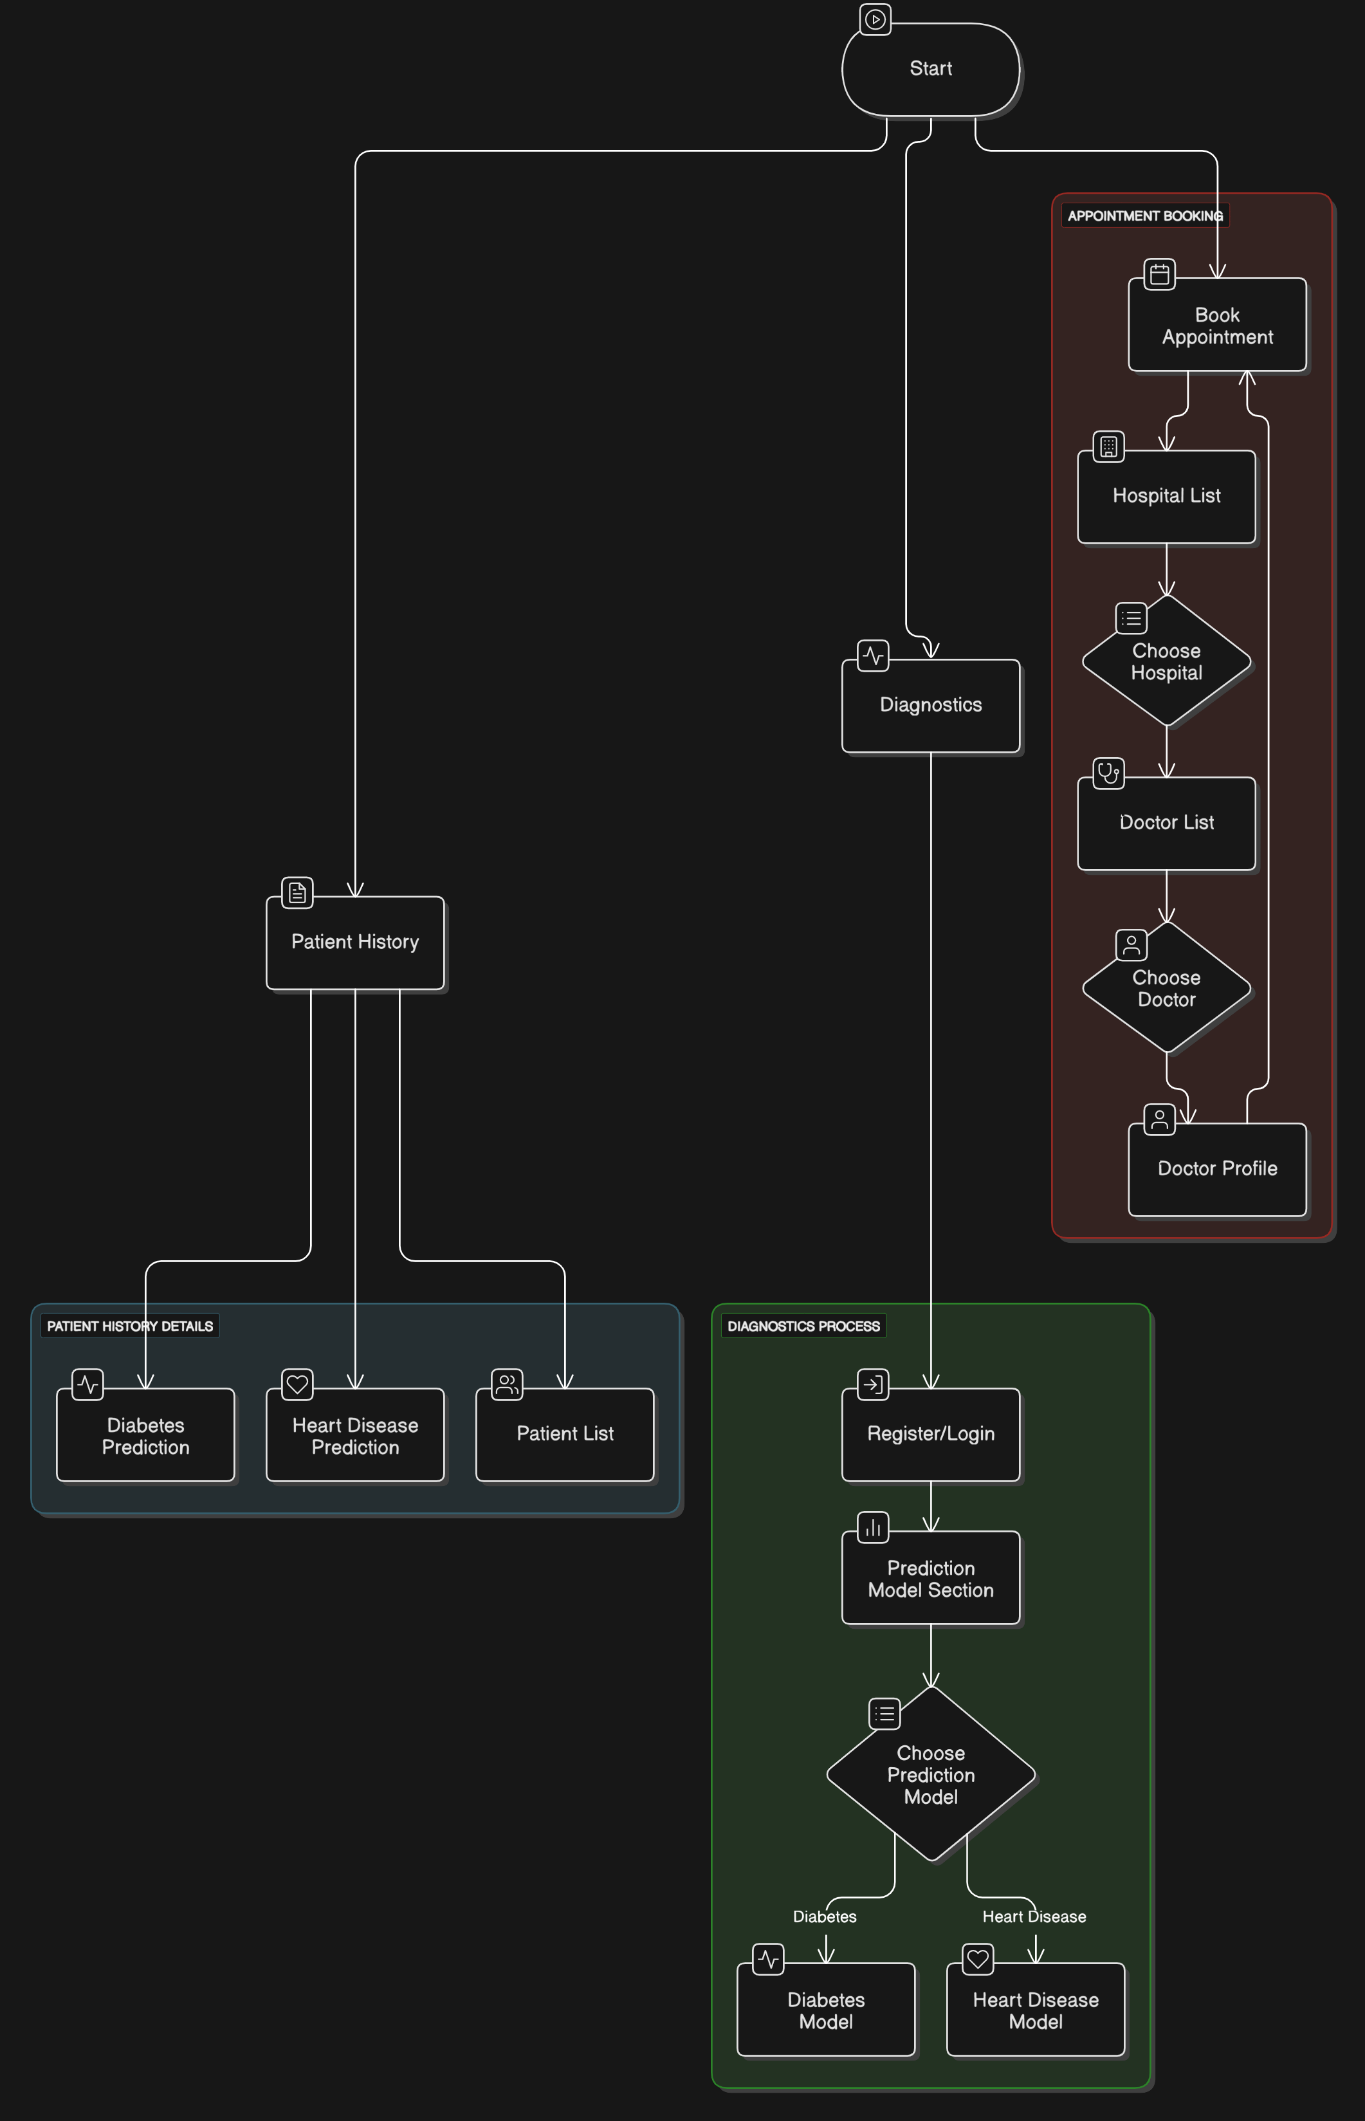 Start
APPOINTMENT BOOKING
Book
Appointment
Hospital List
Choose
Hospital
Diagnostics
Doctor List
Patient History
Choose
Doctor
Doctor Profile
PATIENT HISTORY DETAILS
Diabetes
Prediction
Heart Disease
Prediction
Patient List
DIAGNOSTICS PROCESS
Register/Login
Prediction
Model Section
Choose
Prediction
Model
Diabetes
Heart Disease
Diabetes
Model
Heart Disease
Model